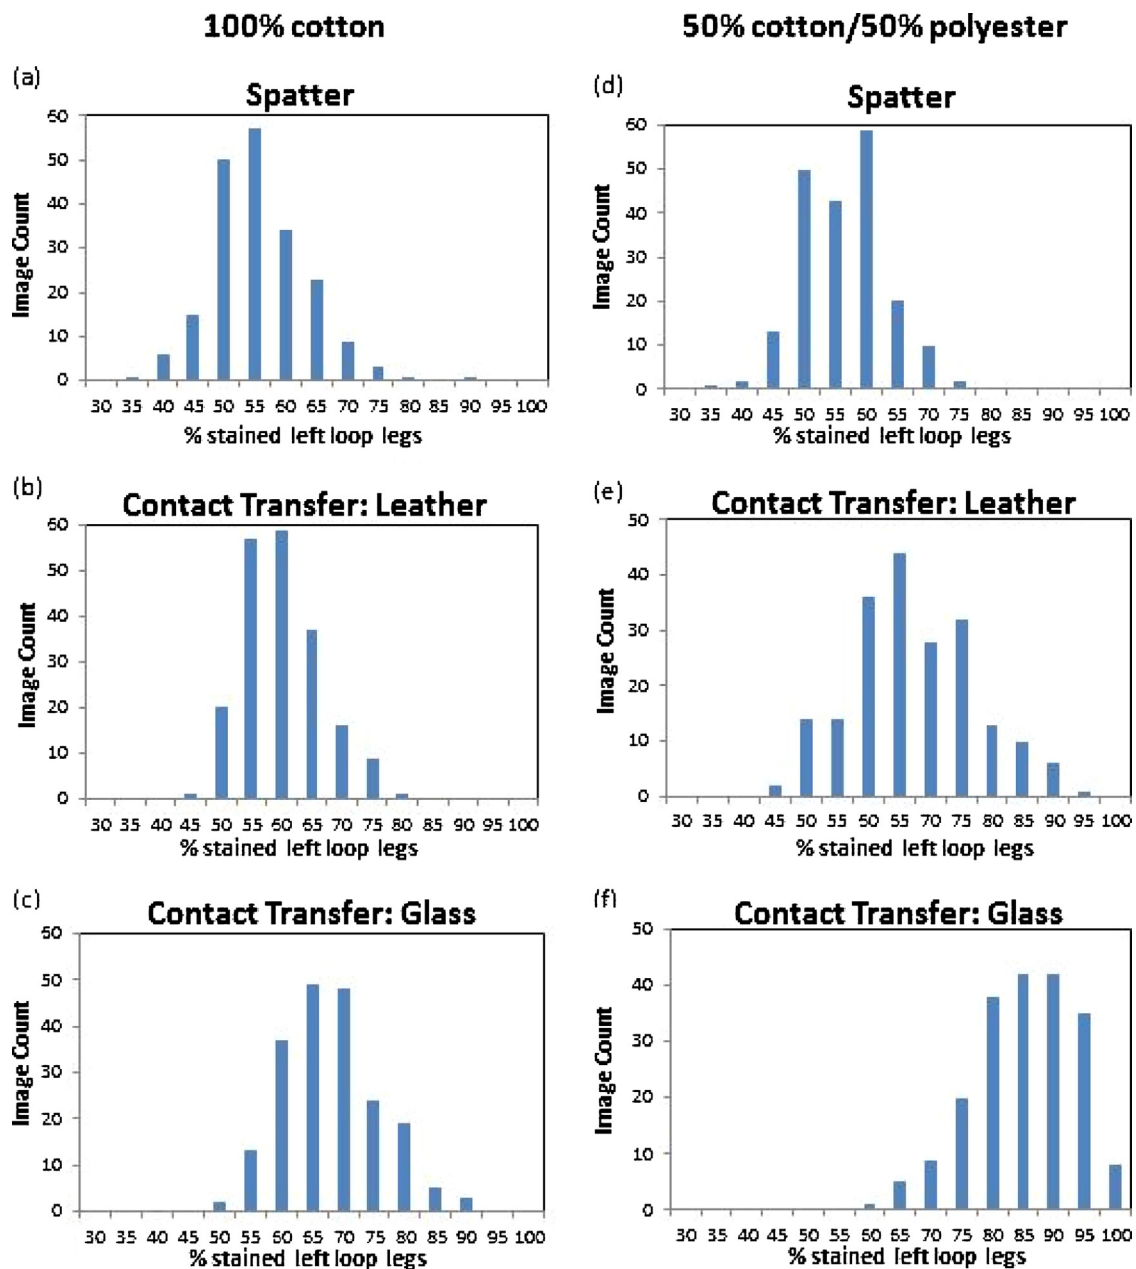 100% cotton
50% cotton/50% polyester
(a)
Spatter
60
50
40
30
20
10
0
Image Count
30 35 40 45 50 55 60 65 70 75 80 85 90 95 100
% stained left loop legs
(d)
Spatter
60
50
40
30
20
10
0
Image Count
30 35 40 45 50 55 60 65 70 75 80 85 90 95 100
% stained left loop legs
(b)
Contact Transfer: Leather
60
50
40
30
20
10
0
Image Count
30 35 40 45 50 55 60 65 70 75 80 85 90 95 100
% stained left loop legs
(e)
Contact Transfer: Leather
50
40
30
20
10
0
Image Count
30 35 40 45 50 55 60 65 70 75 80 85 90 95 100
% stained left loop legs
(c)
Contact Transfer: Glass
60
50
40
30
20
10
0
Image Count
30 35 40 45 50 55 60 65 70 75 80 85 90 95 100
% stained left loop legs
(f)
Contact Transfer: Glass
50
40
30
20
10
0
Image Count
30 35 40 45 50 55 60 65 70 75 80 85 90 95 100
% stained left loop legs